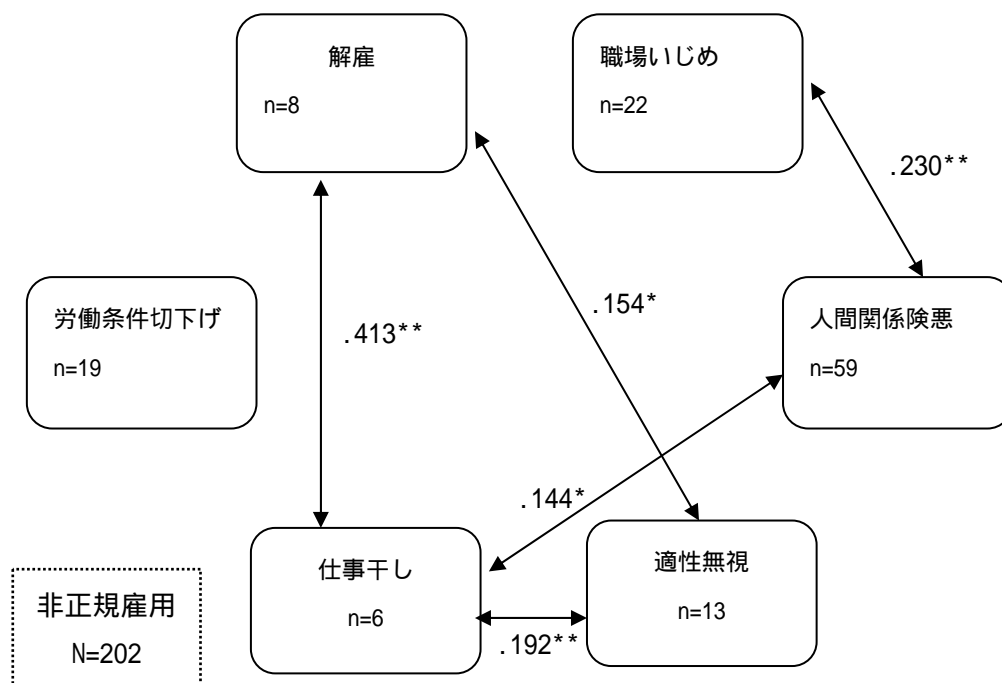 解雇
n=8
職場いじめ
n=22
.230**
労働条件切下げ
n=19
.413**
.154*
人間関係険悪
n=59
.144*
仕事干し
n=6
.192**
適性無視
n=13
非正規雇用
N=202